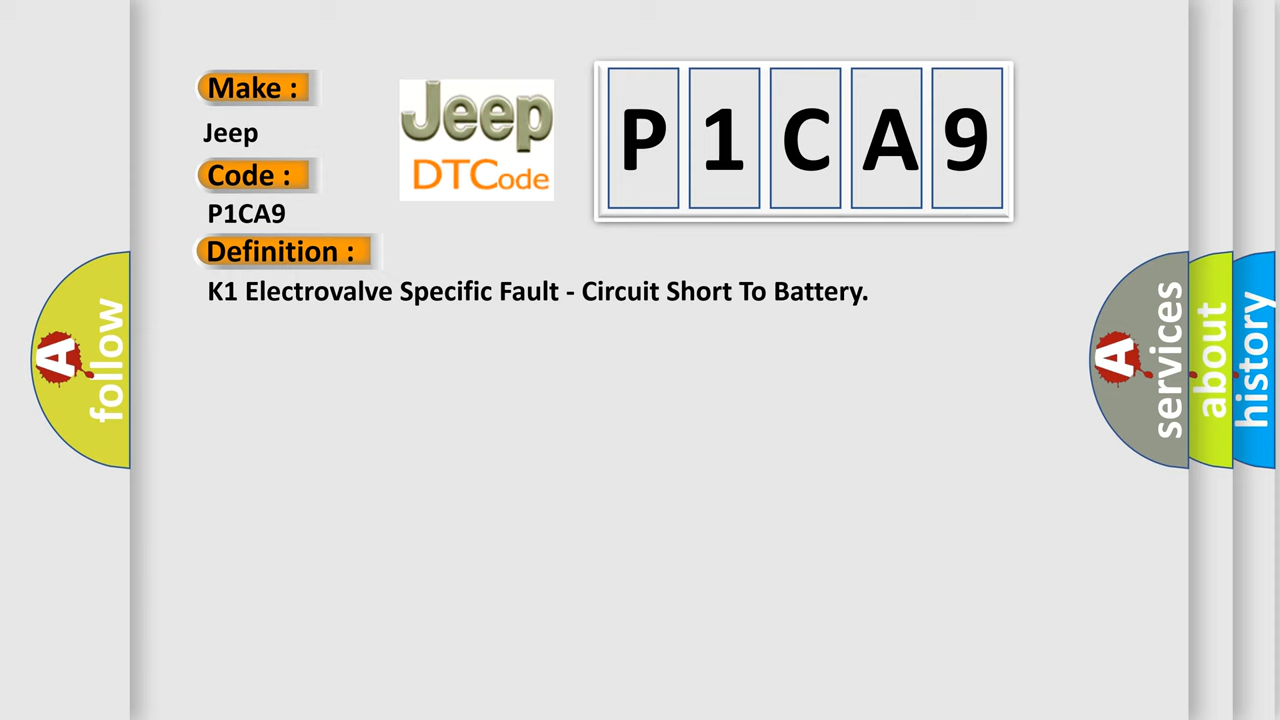 Make :
Jeep
Code :
P1CA9
Definition :
K1 Electrovalve Specific Fault - Circuit Short To Battery.
Jeep
DTCode
P1CA9
A follow
A services
about
history